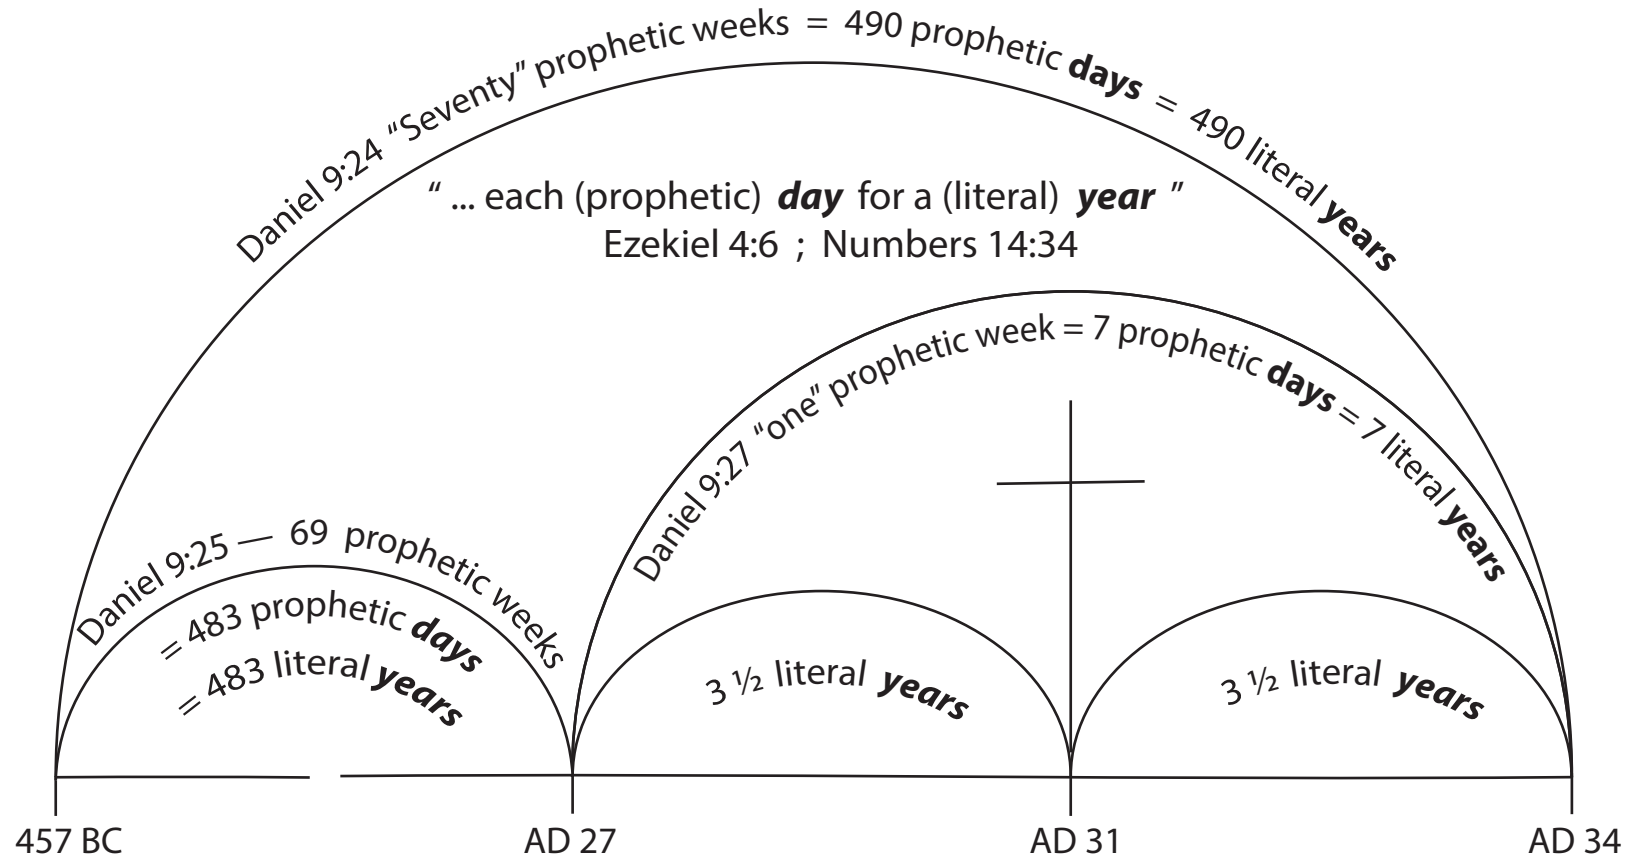 Daniel 9:24 “Seventy” prophetic weeks = 490 prophetic days = 490 literal years
“ ... each (prophetic) day for a (literal) year ”
Ezekiel 4:6 ; Numbers 14:34
Daniel 9:27 “one” prophetic week = 7 prophetic days = 7 literal years
Daniel 9:25 — 69 prophetic weeks
= 483 prophetic days
= 483 literal years
3 ½ literal years
3 ½ literal years
457 BC
AD 27
AD 31
AD 34